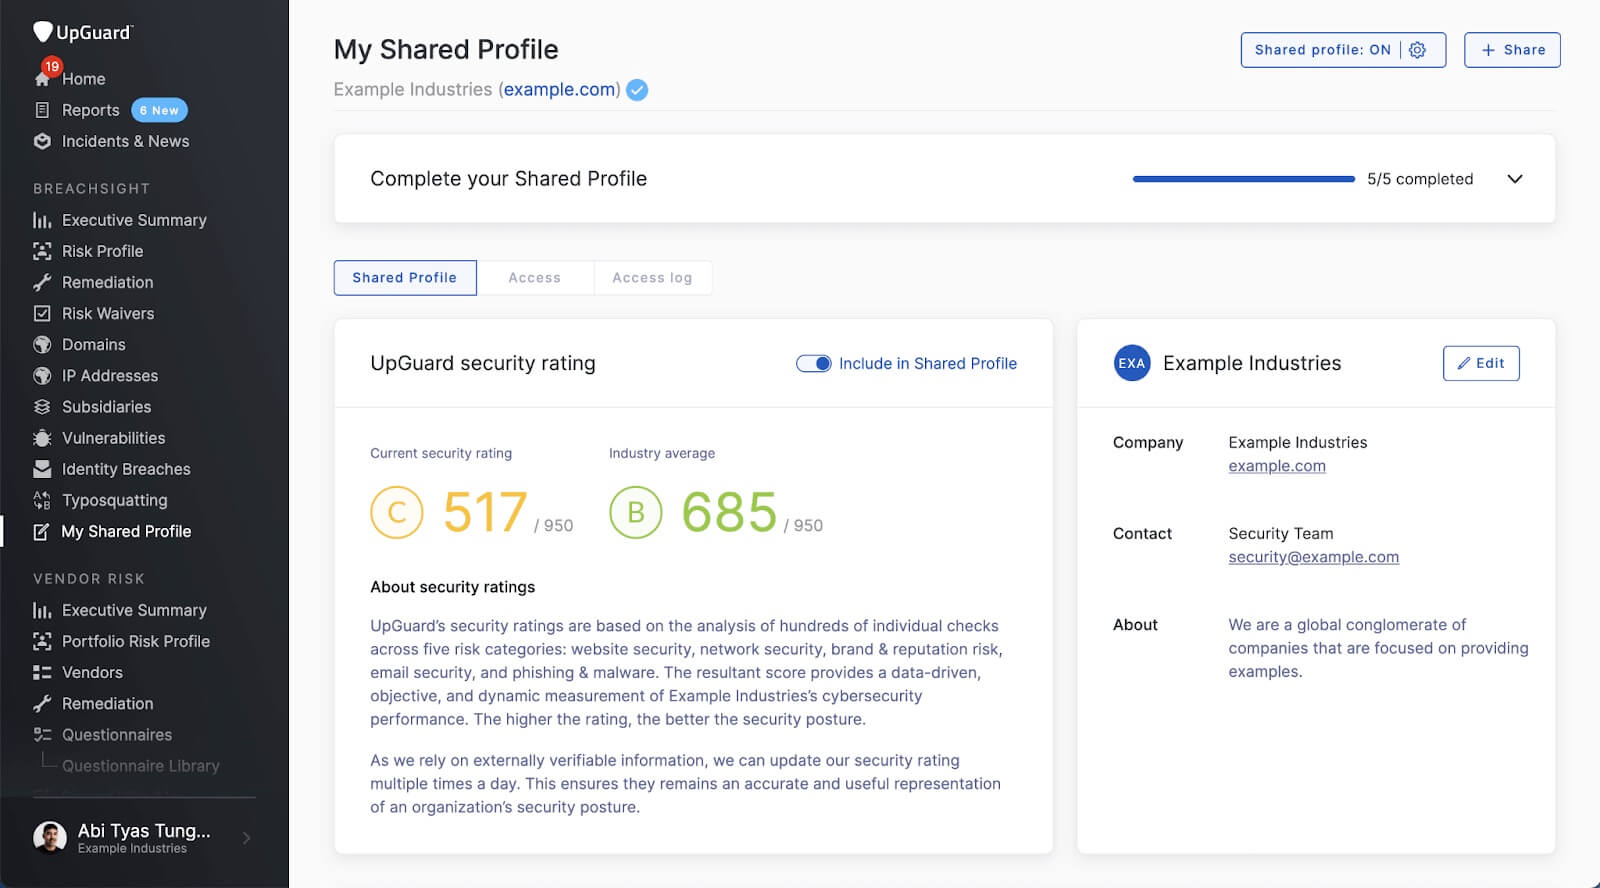 UpGuard™
19
Home
Reports 6 New
Incidents & News
BREACHSIGHT
Executive Summary
Risk Profile
Remediation
Risk Waivers
Domains
IP Addresses
Subsidiaries
Vulnerabilities
Identity Breaches
Typosquatting
My Shared Profile
VENDOR RISK
Executive Summary
Portfolio Risk Profile
Vendors
Remediation
Questionnaires
Questionnaire Library
Abi Tyas Tung...
Example Industries
My Shared Profile
Shared profile: ON
+ Share
Example Industries (example.com)
Complete your Shared Profile
5/5 completed
Shared Profile
Access
Access log
UpGuard security rating
Include in Shared Profile
Current security rating
Industry average
C 517 / 950
B 685 / 950
About security ratings
UpGuard’s security ratings are based on the analysis of hundreds of individual checks
across five risk categories: website security, network security, brand & reputation risk,
email security, and phishing & malware. The resultant score provides a data-driven,
objective, and dynamic measurement of Example Industries’s cybersecurity
performance. The higher the rating, the better the security posture.
As we rely on externally verifiable information, we can update our security rating
multiple times a day. This ensures they remains an accurate and useful representation
of an organization’s security posture.
EXA Example Industries
Edit
Company
Example Industries
example.com
Contact
Security Team
security@example.com
About
We are a global conglomerate of
companies that are focused on providing
examples.